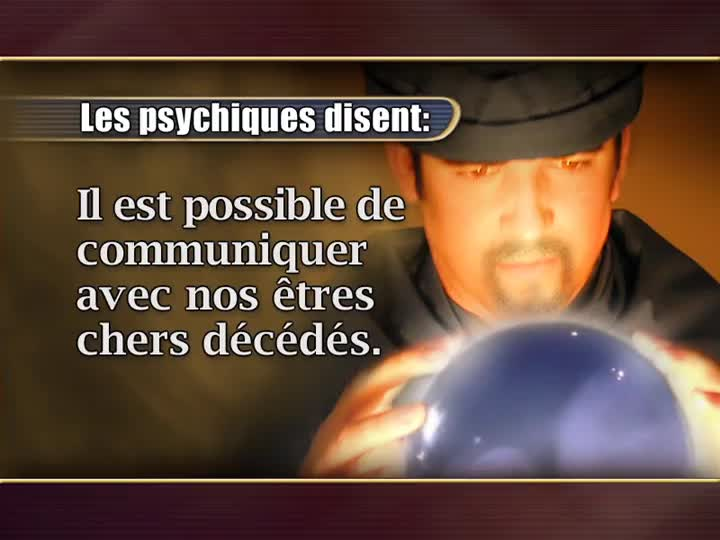 Les psychiques disent:
Il est possible de
communiquer
avec nos êtres
chers décédés.